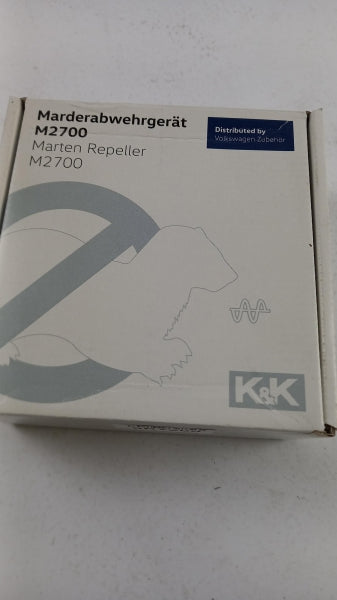 Marderabwehrgerät
M2700
Marten Repeller
M2700
Distributed by
Volkswagen Zubehör
K&K